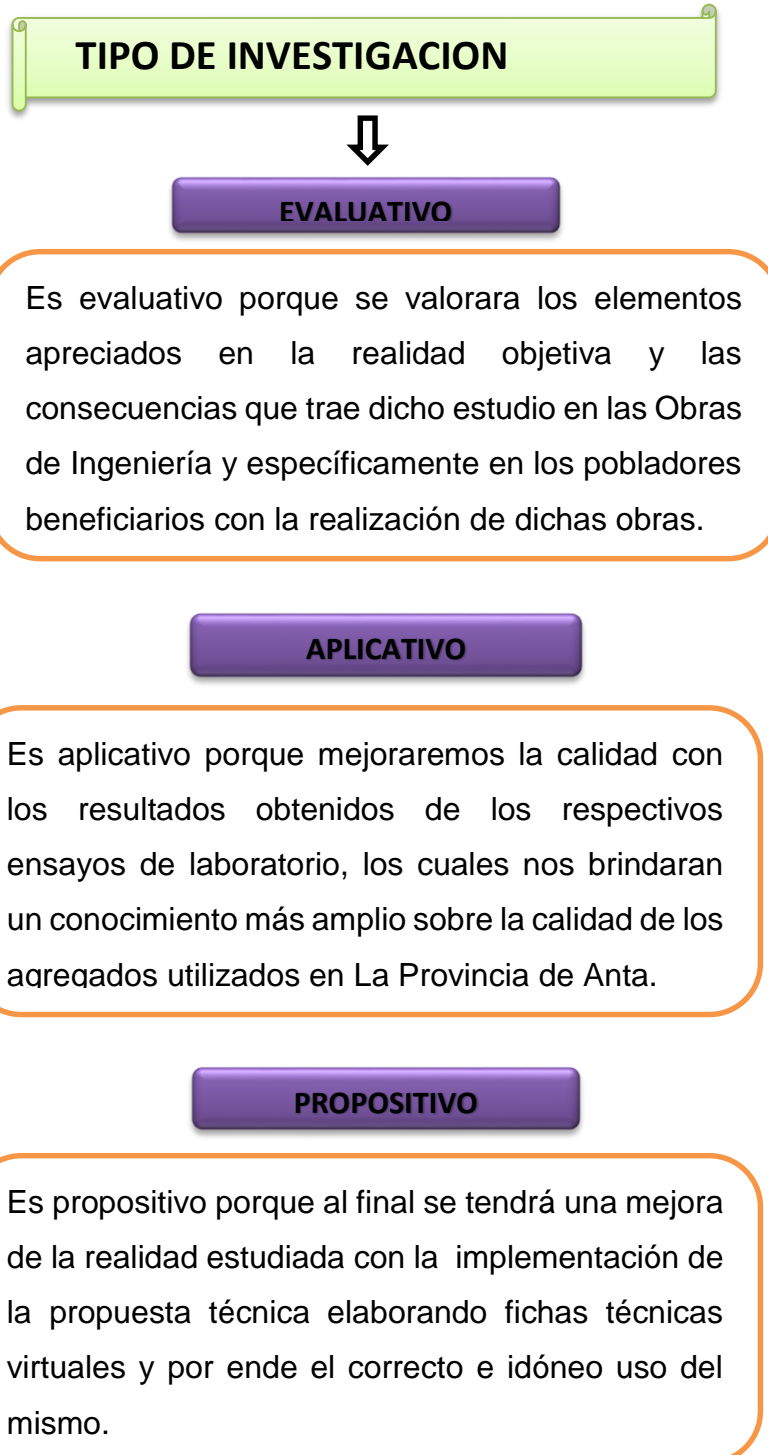 TIPO DE INVESTIGACION
EVALUATIVO
Es evaluativo porque se valorara los elementos
apreciados en la realidad objetiva y las
consecuencias que trae dicho estudio en las Obras
de Ingeniería y específicamente en los pobladores
beneficiarios con la realización de dichas obras.
APLICATIVO
Es aplicativo porque mejoraremos la calidad con
los resultados obtenidos de los respectivos
ensayos de laboratorio, los cuales nos brindaran
un conocimiento más amplio sobre la calidad de los
agregados utilizados en La Provincia de Anta.
PROPOSITIVO
Es propositivo porque al final se tendrá una mejora
de la realidad estudiada con la implementación de
la propuesta técnica elaborando fichas técnicas
virtuales y por ende el correcto e idóneo uso del
mismo.